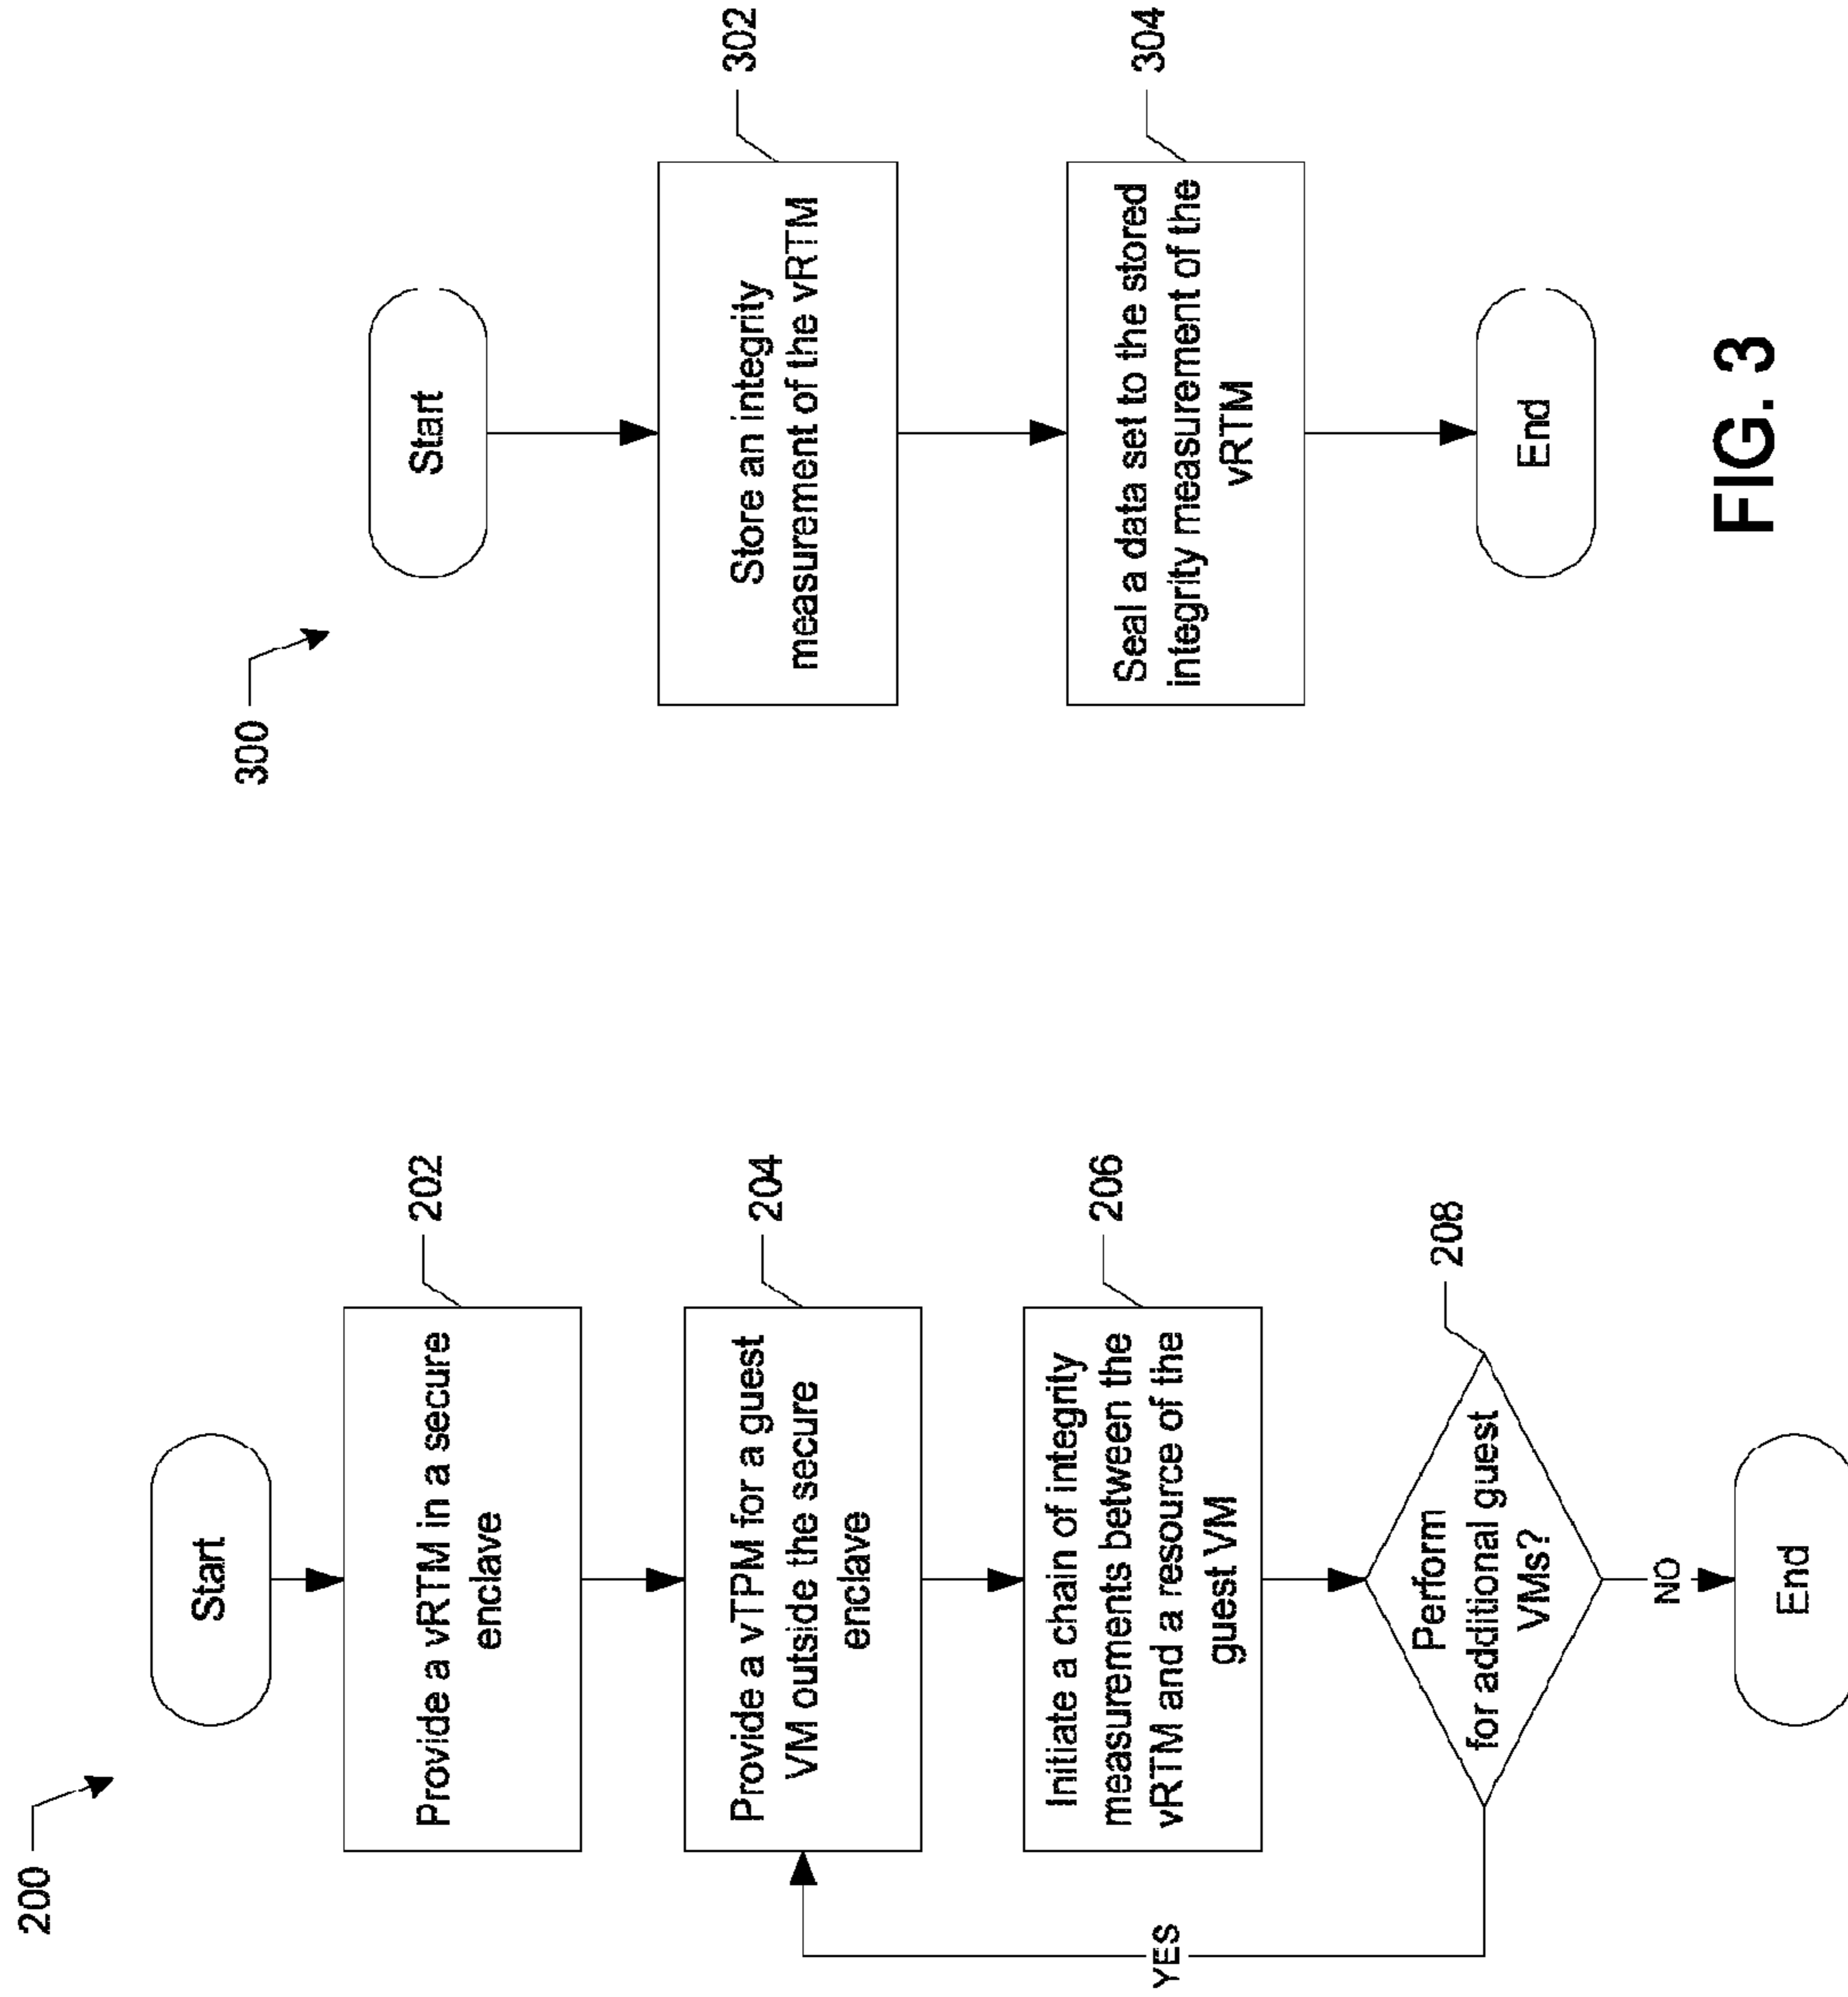 200
Start
Provide a vRTM in a secure
enclave
202
Provide a vTPM for a guest
VM outside the secure
enclave
204
Initiate a chain of integrity
measurements between the
vRTM and a resource of the
guest VM
206
Perform
for additional guest
VMs?
208
YES
NO
End
300
Start
Store an integrity
measurement of the vRTM
302
Seal a data set to the stored
integrity measurement of the
vRTM
304
End
FIG. 3